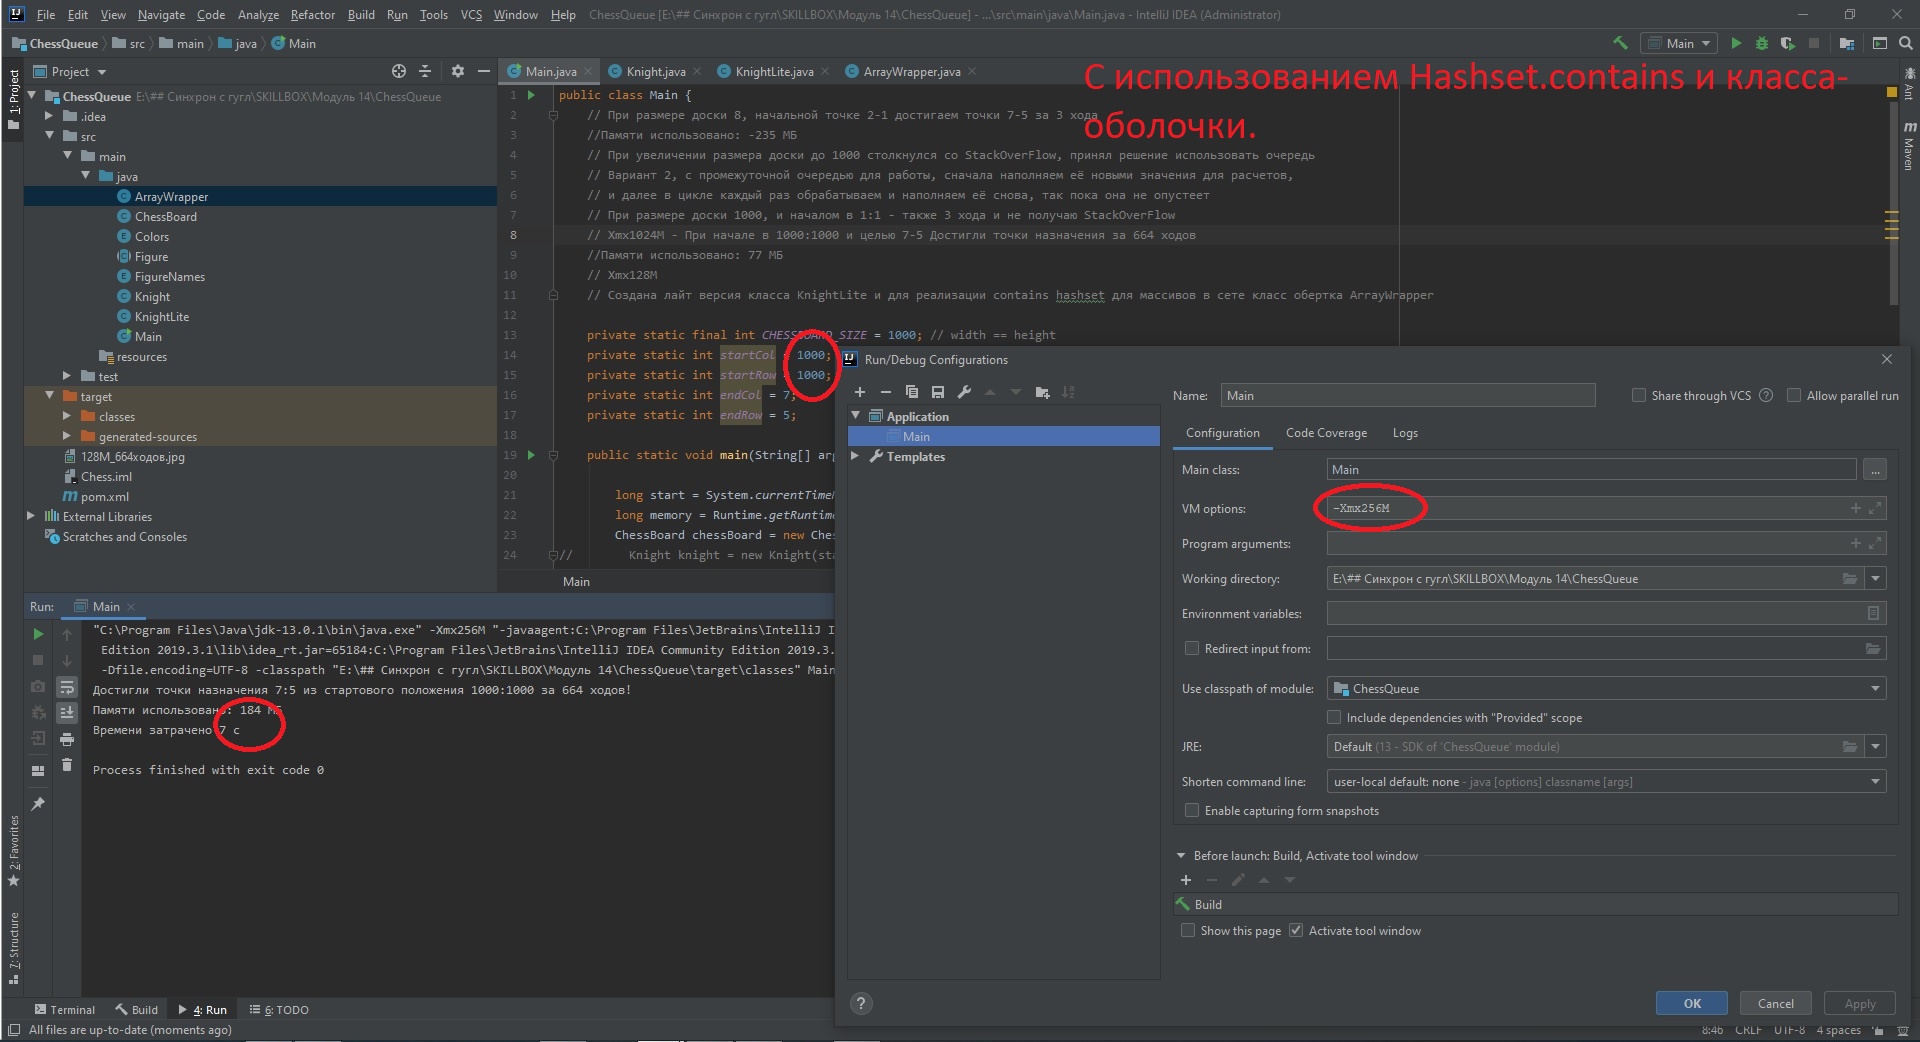 File Edit View Navigate Code Analyze Refactor Build Run Tools VCS Window Help ChessQueue [E:\## Синхрон с гугл\SKILLBOX\Модуль 14\ChessQueue] - ...\src\main\java\Main.java - IntelliJ IDEA (Administrator)
ChessQueue src main java Main
Main
Project
Main.java Knight.java KnightLite.java ArrayWrapper.java
С использованием Hashset.contains и класса-
оболочки.
1: Project
Ant
Maven
ChessQueue E:\## Синхрон с гугл\SKILLBOX\Модуль 14\ChessQueue
.idea
src
main
java
ArrayWrapper
ChessBoard
Colors
Figure
FigureNames
Knight
KnightLite
Main
resources
test
target
classes
generated-sources
128M_664ходов.jpg
Chess.iml
pom.xml
External Libraries
Scratches and Consoles
1 public class Main {
2 // При размере доски 8, начальной точке 2-1 достигаем точки 7-5 за 3 хода
3 //Памяти использовано: -235 МБ
4 // При увеличении размера доски до 1000 столкнулся со StackOverFlow, принял решение использовать очередь
5 // Вариант 2, с промежуточной очередью для работы, сначала наполняем её новыми значения для расчетов,
6 // и далее в цикле каждый раз обрабатываем и наполняем её снова, так пока она не опустеет
7 // При размере доски 1000, и началом в 1:1 - также 3 хода и не получаю StackOverFlow
8 // Xmx1024M - При начале в 1000:1000 и целью 7-5 Достигли точки назначения за 664 ходов
9 //Памяти использовано: 77 МБ
10 // Xmx128M
11 // Создана лайт версия класса KnightLite и для реализации contains hashset для массивов в сете класс обертка ArrayWrapper
12
13 private static final int CHESSBOARD_SIZE = 1000; // width == height
14 private static int startCol = 1000;
15 private static int startRow = 1000;
16 private static int endCol = 7;
17 private static int endRow = 5;
18
19 public static void main(String[] arg
20
21 long start = System.currentTime
22 long memory = Runtime.getRuntime
23 ChessBoard chessBoard = new Ches
24 // Knight knight = new Knight(sta
Main
Run: Main
"C:\Program Files\Java\jdk-13.0.1\bin\java.exe" -Xmx256M "-javaagent:C:\Program Files\JetBrains\IntelliJ I
Edition 2019.3.1\lib\idea_rt.jar=65184:C:\Program Files\JetBrains\IntelliJ IDEA Community Edition 2019.3.
-Dfile.encoding=UTF-8 -classpath "E:\## Синхрон с гугл\SKILLBOX\Модуль 14\ChessQueue\target\classes" Main
Достигли точки назначения 7:5 из стартового положения 1000:1000 за 664 ходов!
Памяти использовано: 184 МБ
Времени затрачено 7 с
Process finished with exit code 0
2: Favorites
7: Structure
Run/Debug Configurations
Application
Main
Templates
Name: Main Share through VCS ? Allow parallel run
Configuration Code Coverage Logs
Main class: Main ...
VM options: -Xmx256M
Program arguments:
Working directory: E:\## Синхрон с гугл\SKILLBOX\Модуль 14\ChessQueue
Environment variables:
Redirect input from:
Use classpath of module: ChessQueue
Include dependencies with "Provided" scope
JRE: Default (13 - SDK of 'ChessQueue' module)
Shorten command line: user-local default: none - java [options] classname [args]
Enable capturing form snapshots
Before launch: Build, Activate tool window
Build
Show this page Activate tool window
? OK Cancel Apply
Terminal Build 4: Run 6: TODO
All files are up-to-date (moments ago) 8:46 CRLF UTF-8 4 spaces